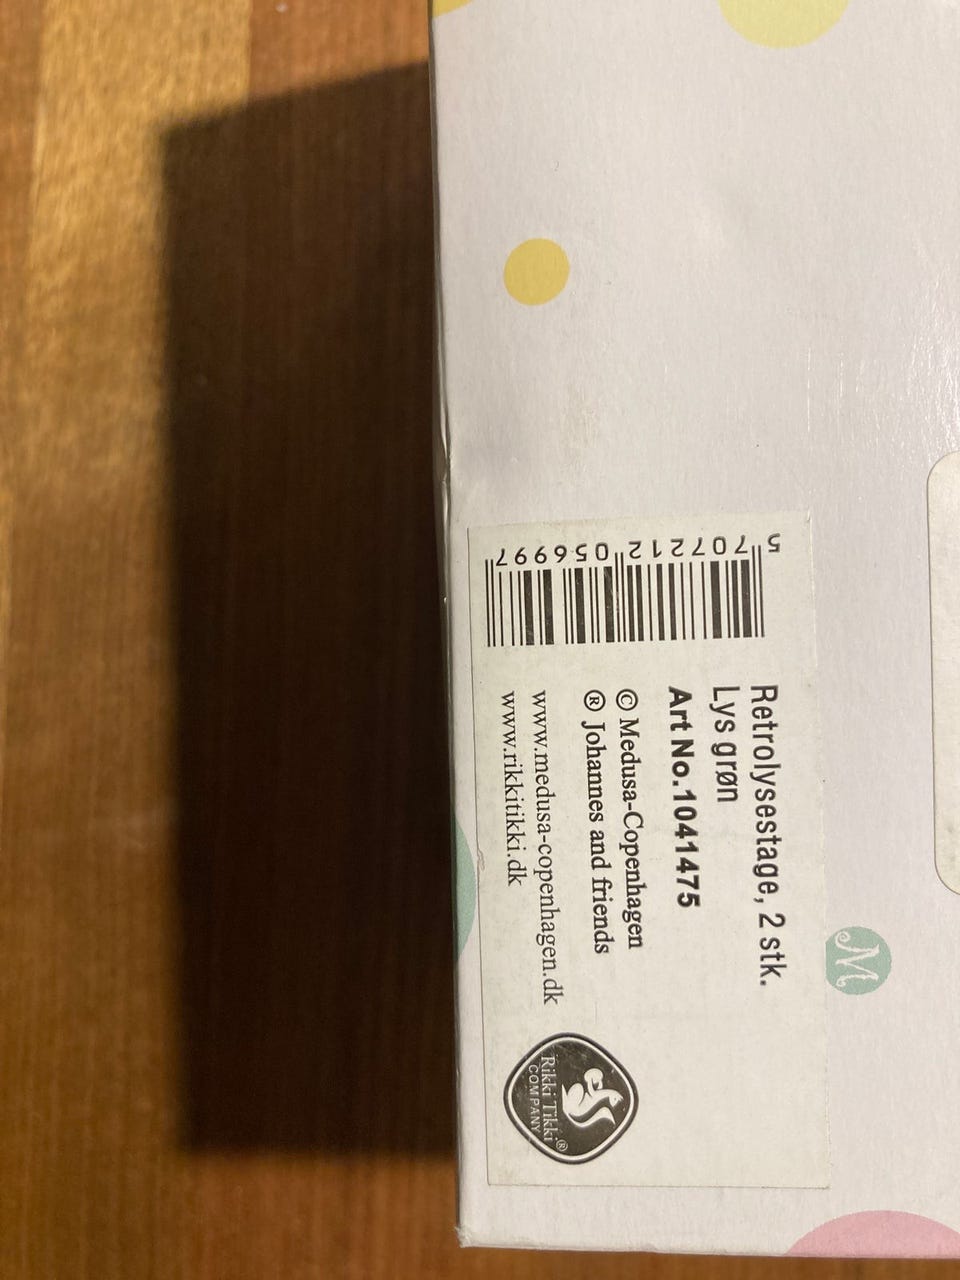 Retrolysestage, 2 stk.
Lys grøn
Art No.1041475
© Medusa-Copenhagen
® Johannes and friends
www.medusa-copenhagen.dk
www.rikkitikki.dk
5 707212 056997
Rikki Tikki®
COMPANY
M